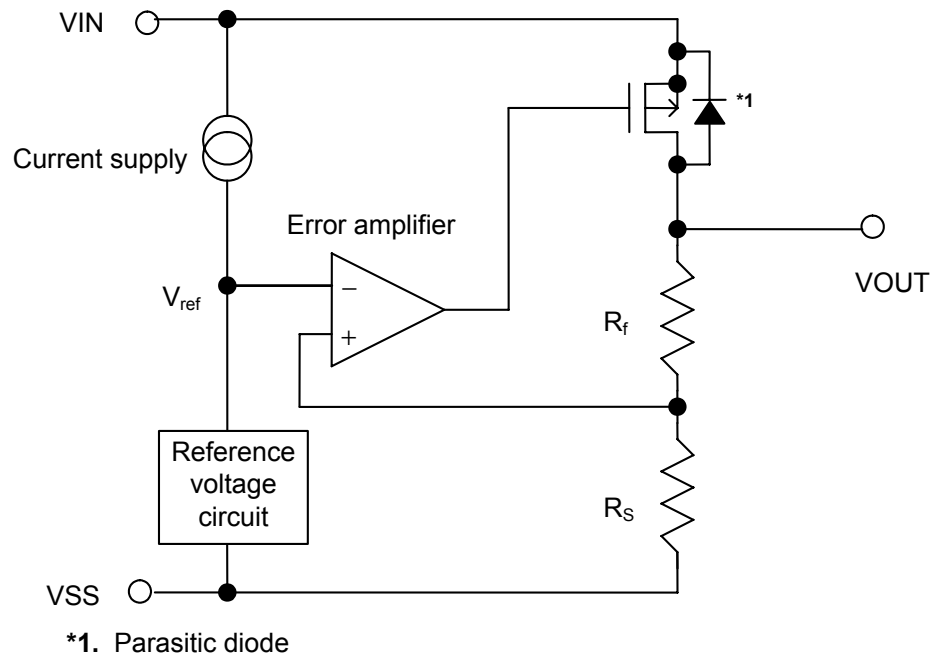 VIN
*1
Current supply
Error amplifier
Vref
−
+
VOUT
Rf
Reference
voltage
circuit
RS
VSS
*1. Parasitic diode